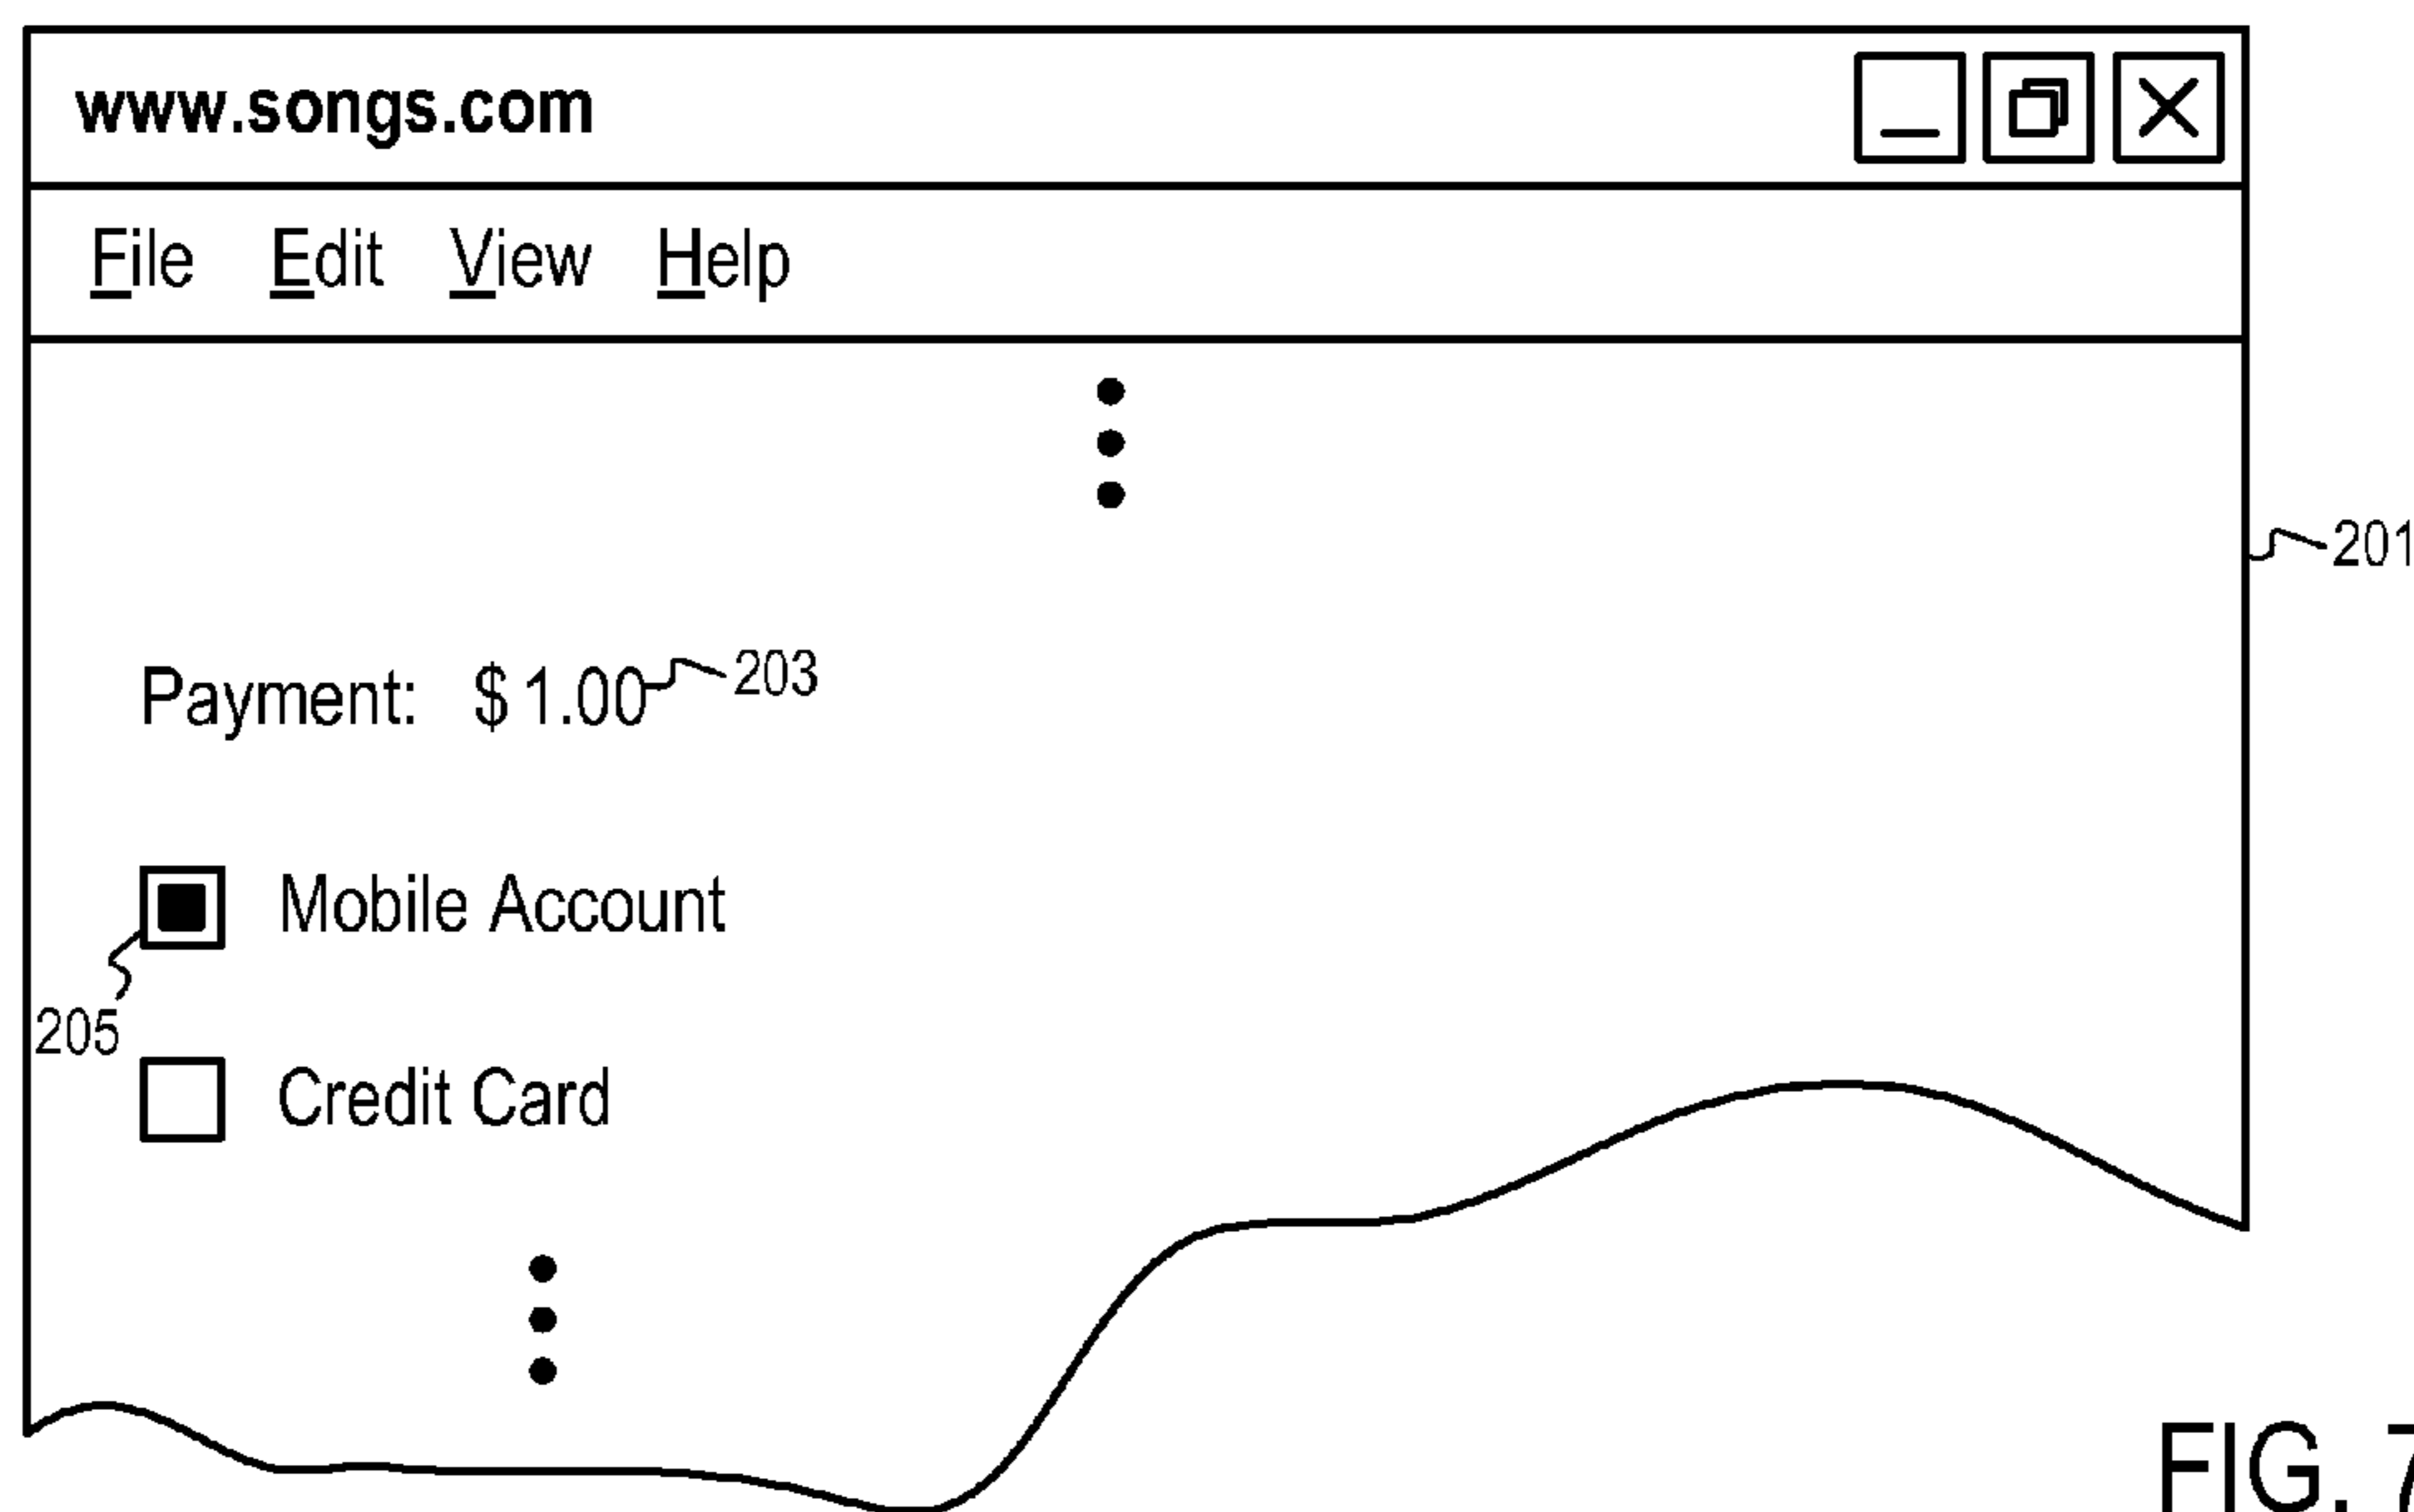 www.songs.com
File Edit View Help
201
Payment: $1.00 203
Mobile Account
205
Credit Card
FIG. 7